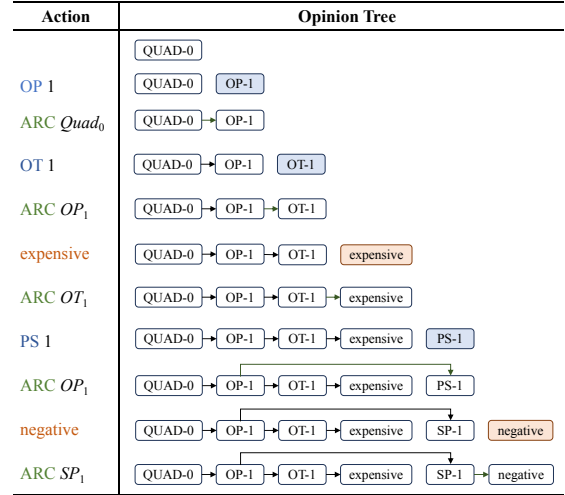 Action Opinion Tree
QUAD-0
OP 1 QUAD-0 OP-1
ARC Quad0 QUAD-0 OP-1
OT 1 QUAD-0 OP-1 OT-1
ARC OP1 QUAD-0 OP-1 OT-1
expensive QUAD-0 OP-1 OT-1 expensive
ARC OT1 QUAD-0 OP-1 OT-1 expensive
PS 1 QUAD-0 OP-1 OT-1 expensive PS-1
ARC OP1 QUAD-0 OP-1 OT-1 expensive PS-1
negative QUAD-0 OP-1 OT-1 expensive SP-1 negative
ARC SP1 QUAD-0 OP-1 OT-1 expensive SP-1 negative